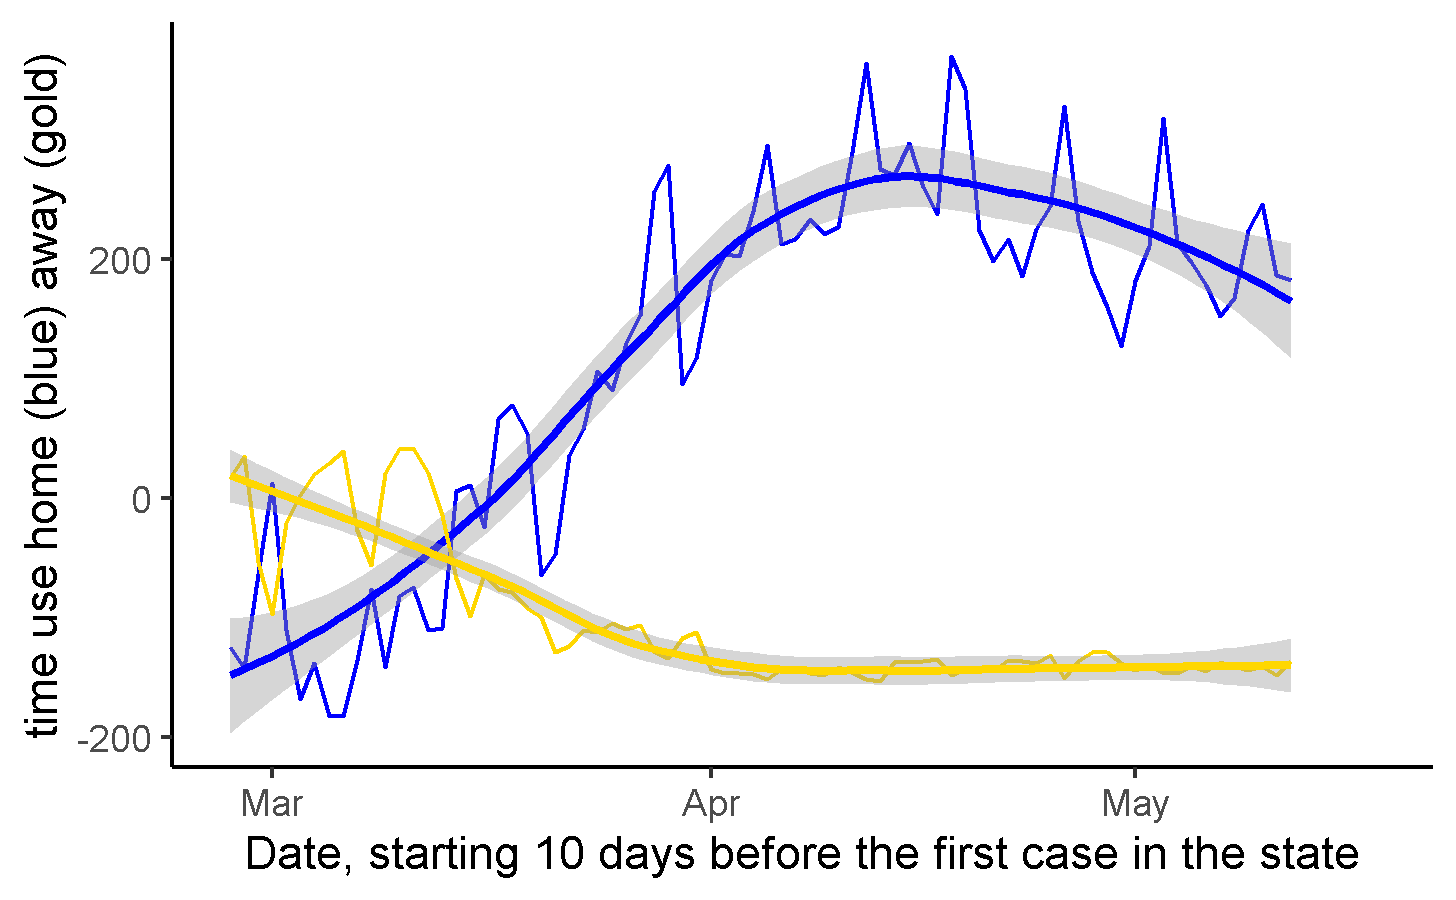 time use home (blue) away (gold)
200
0
-200
Mar
Apr
May
Date, starting 10 days before the first case in the state